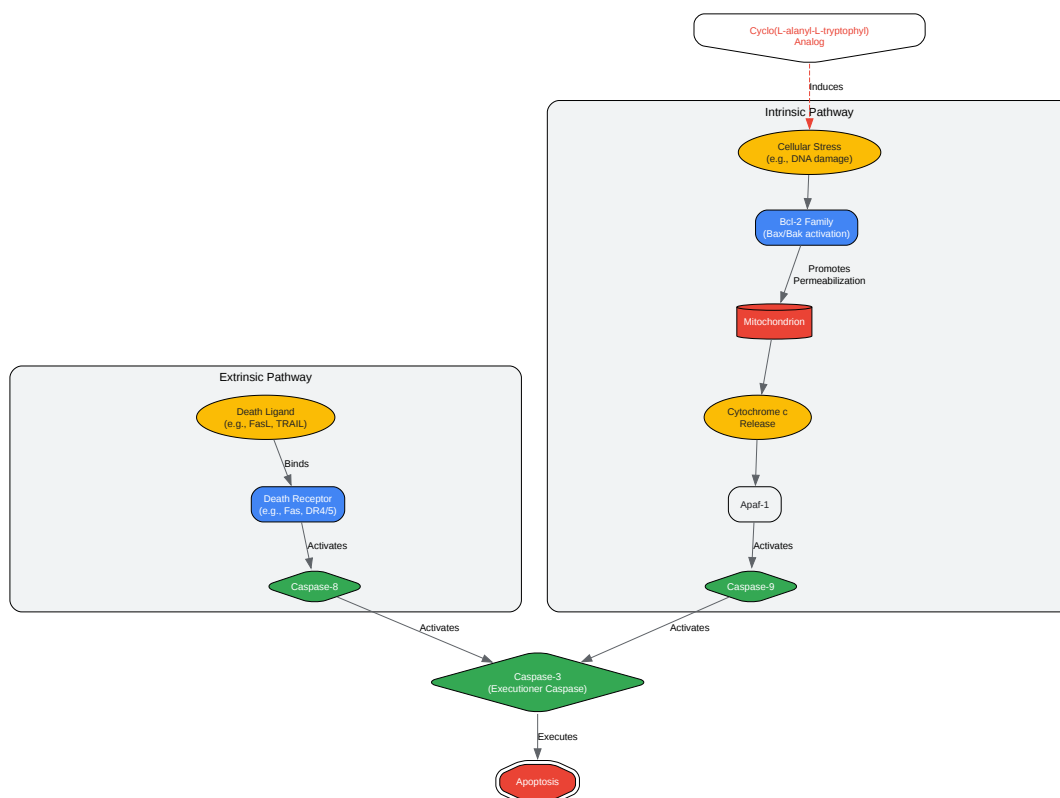 Cyclo(L-alanyl-L-tryptophyl)
Analog
Induces
Intrinsic Pathway
Cellular Stress
(e.g., DNA damage)
Bcl-2 Family
(Bax/Bak activation)
Promotes
Permeabilization
Mitochondrion
Cytochrome c
Release
Apaf-1
Activates
Caspase-9
Extrinsic Pathway
Death Ligand
(e.g., FasL, TRAIL)
Binds
Death Receptor
(e.g., Fas, DR4/5)
Activates
Caspase-8
Activates
Activates
Caspase-3
(Executioner Caspase)
Executes
Apoptosis